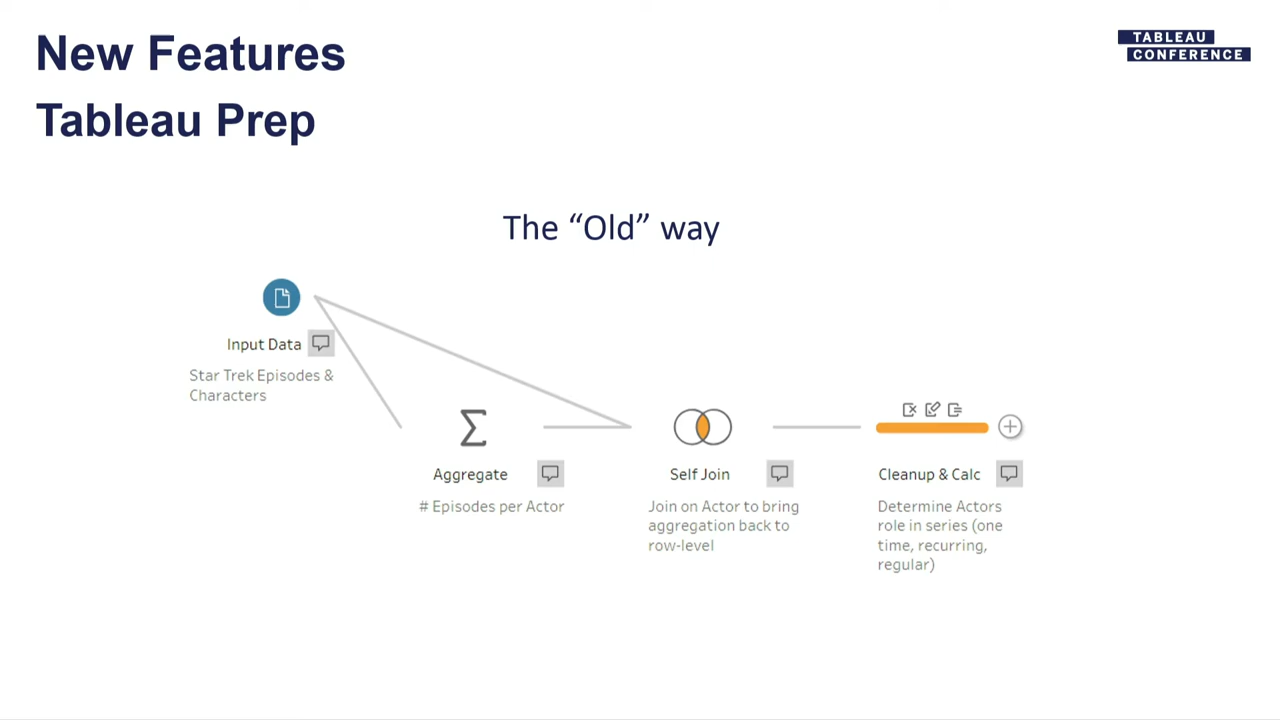 New Features
Tableau Prep
TABLEAU
CONFERENCE
The “Old” way
Input Data
Star Trek Episodes &
Characters
Aggregate
# Episodes per Actor
Self Join
Join on Actor to bring
aggregation back to
row-level
Cleanup & Calc
Determine Actors
role in series (one
time, recurring,
regular)